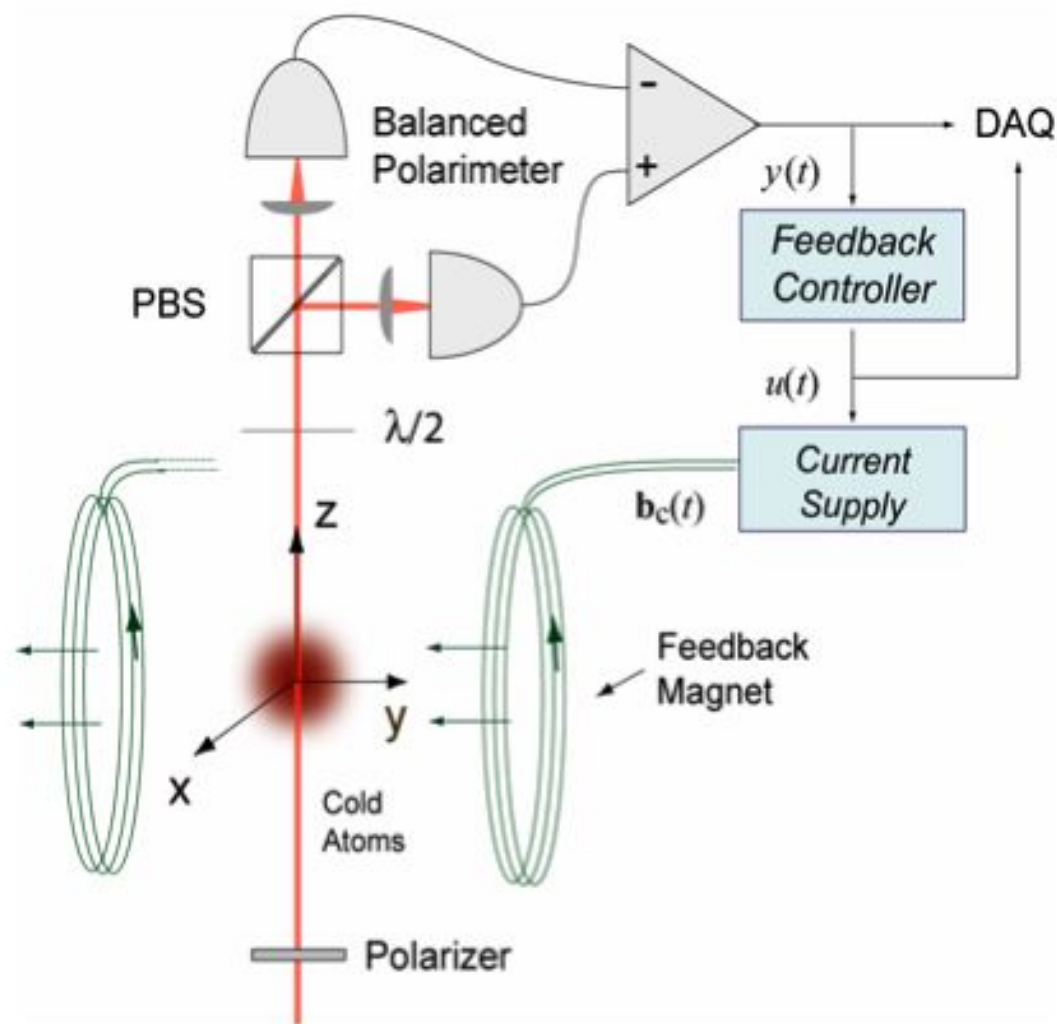 Balanced
Polarimeter
-
+
DAQ
y(t)
Feedback
Controller
PBS
u(t)
λ/2
Current
Supply
b_c(t)
z
Feedback
Magnet
y
x
Cold
Atoms
Polarizer